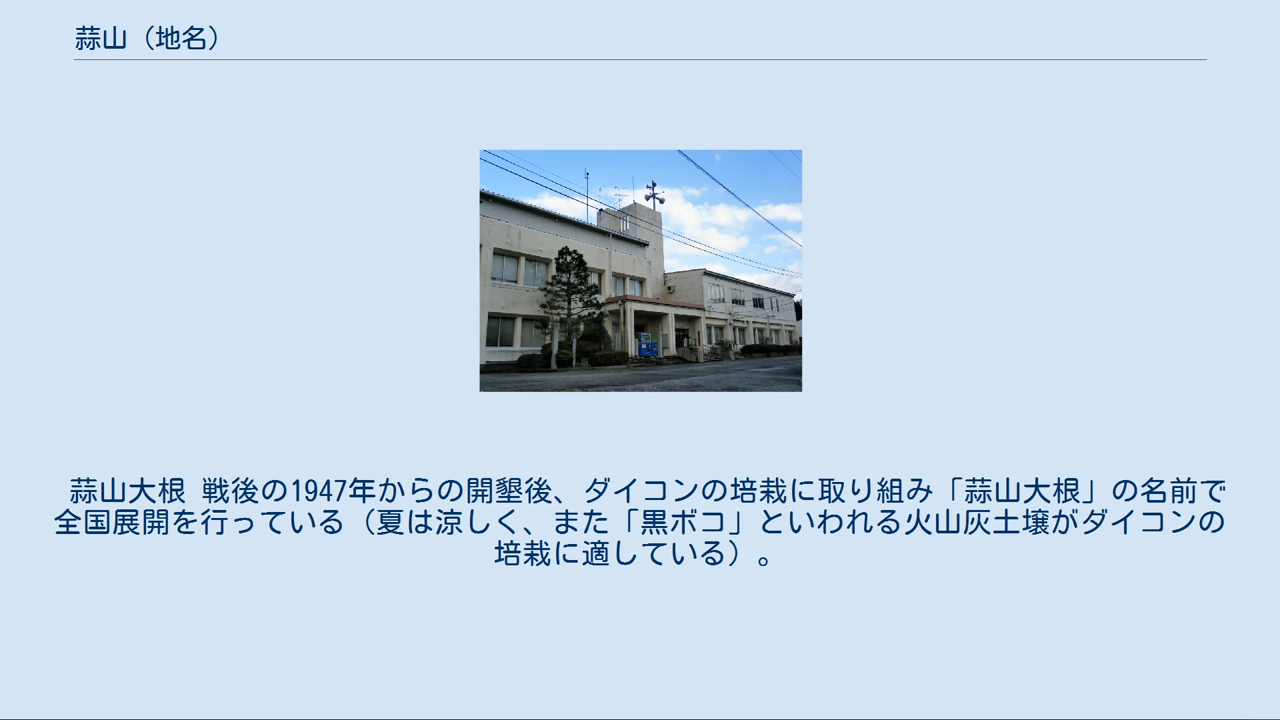 蒜山（地名）
蒜山大根 戦後の1947年からの開墾後、ダイコンの培栽に取り組み「蒜山大根」の名前で
全国展開を行っている（夏は涼しく、また「黒ボコ」といわれる火山灰土壌がダイコンの
培栽に適している）。